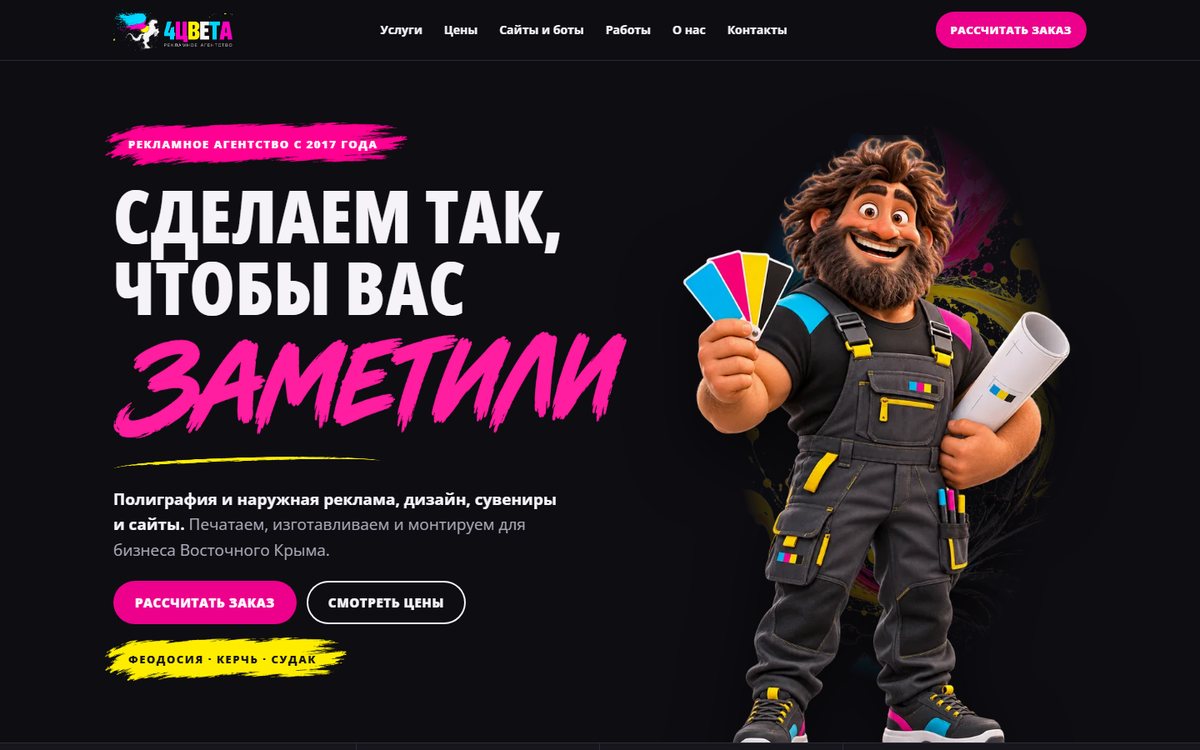 4ЦВЕТА
РЕКЛАМНОЕ АГЕНТСТВО
Услуги
Цены
Сайты и боты
Работы
О нас
Контакты
РАССЧИТАТЬ ЗАКАЗ
РЕКЛАМНОЕ АГЕНТСТВО С 2017 ГОДА
СДЕЛАЕМ ТАК,
ЧТОБЫ ВАС
ЗАМЕТИЛИ
Полиграфия и наружная реклама, дизайн, сувениры
и сайты. Печатаем, изготавливаем и монтируем для
бизнеса Восточного Крыма.
РАССЧИТАТЬ ЗАКАЗ
СМОТРЕТЬ ЦЕНЫ
ФЕОДОСИЯ · КЕРЧЬ · СУДАК